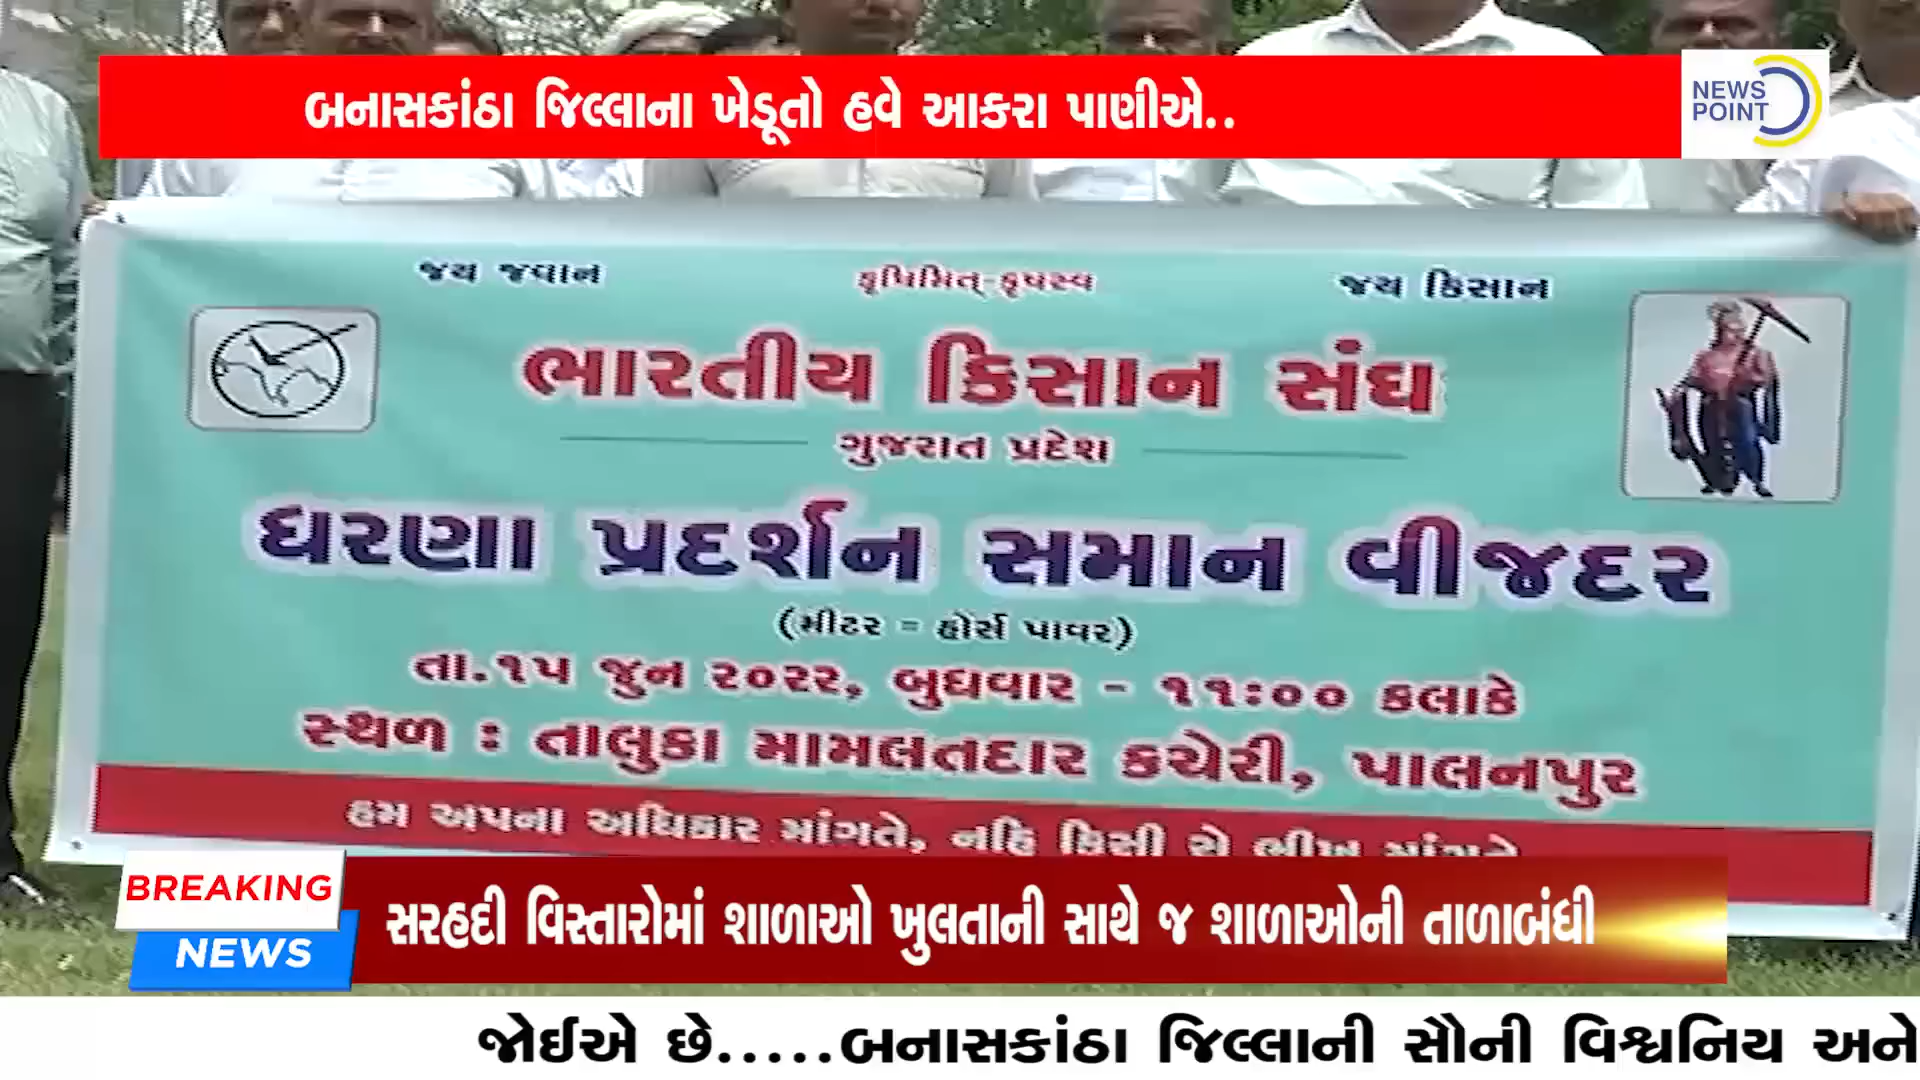 બનાસકાંઠા જિલ્લાના ખેડૂતો હવે આકરા પાણીએ..
NEWS
POINT
જય જવાન કૃષિમિત્-કૃષસ્વ જય કિસાન
ભારતીય કિસાન સંઘ
ગુજરાત પ્રદેશ
ધરણા પ્રદર્શન સમાન વીજદર
(મીટર = હોર્સ પાવર)
તા.૧૫ જુન ૨૦૨૨, બુધવાર - ૧૧:૦૦ કલાકે
સ્થળ : તાલુકા મામલતદાર કચેરી, પાલનપુર
હમ અપના અધિકાર માંગતે, નહિ કિસી સે ભીખ માંગતે
BREAKING
NEWS
સરહદી વિસ્તારોમાં શાળાઓ ખુલતાની સાથે જ શાળાઓની તાળાબંધી
જોઈએ છે.....બનાસકાંઠા જિલ્લાની સૌની વિશ્વનિય અને